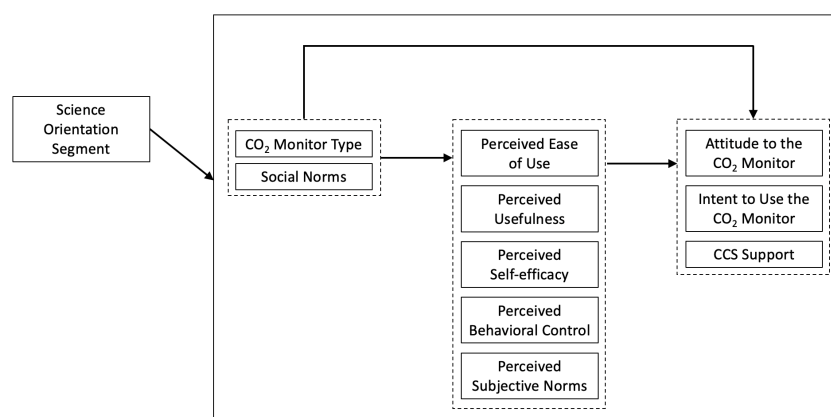 Science
Orientation
Segment
CO₂ Monitor Type
Social Norms
Perceived Ease
of Use
Perceived
Usefulness
Perceived
Self-efficacy
Perceived
Behavioral Control
Perceived
Subjective Norms
Attitude to the
CO₂ Monitor
Intent to Use the
CO₂ Monitor
CCS Support